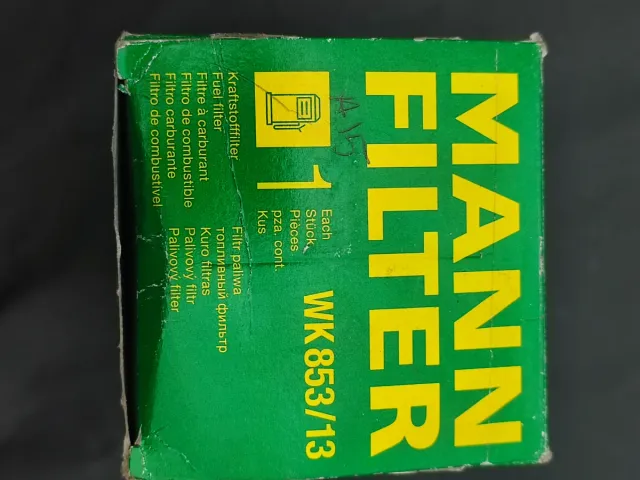 MANN
FILTER
1
Each
Stück
Pièces
pza. cont.
Kus
WK 853/13
Kraftstofffilter
Fuel filter
Filtre à carburant
Filtro de combustible
Filtro carburante
Filtro de combustível
Filtr paliwa
топливный фильтр
Kuro filtras
Palivový filtr
Palivový filter